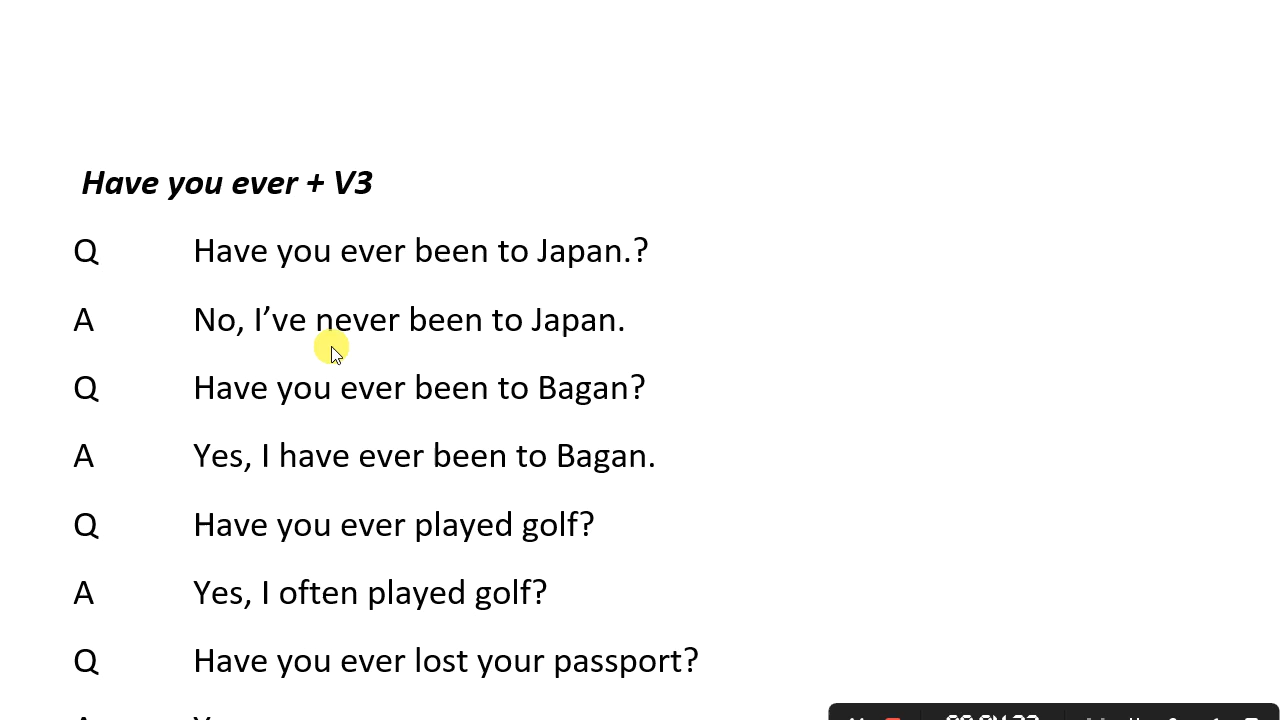 Have you ever + V3
Q Have you ever been to Japan.?
A No, I’ve never been to Japan.
Q Have you ever been to Bagan?
A Yes, I have ever been to Bagan.
Q Have you ever played golf?
A Yes, I often played golf?
Q Have you ever lost your passport?